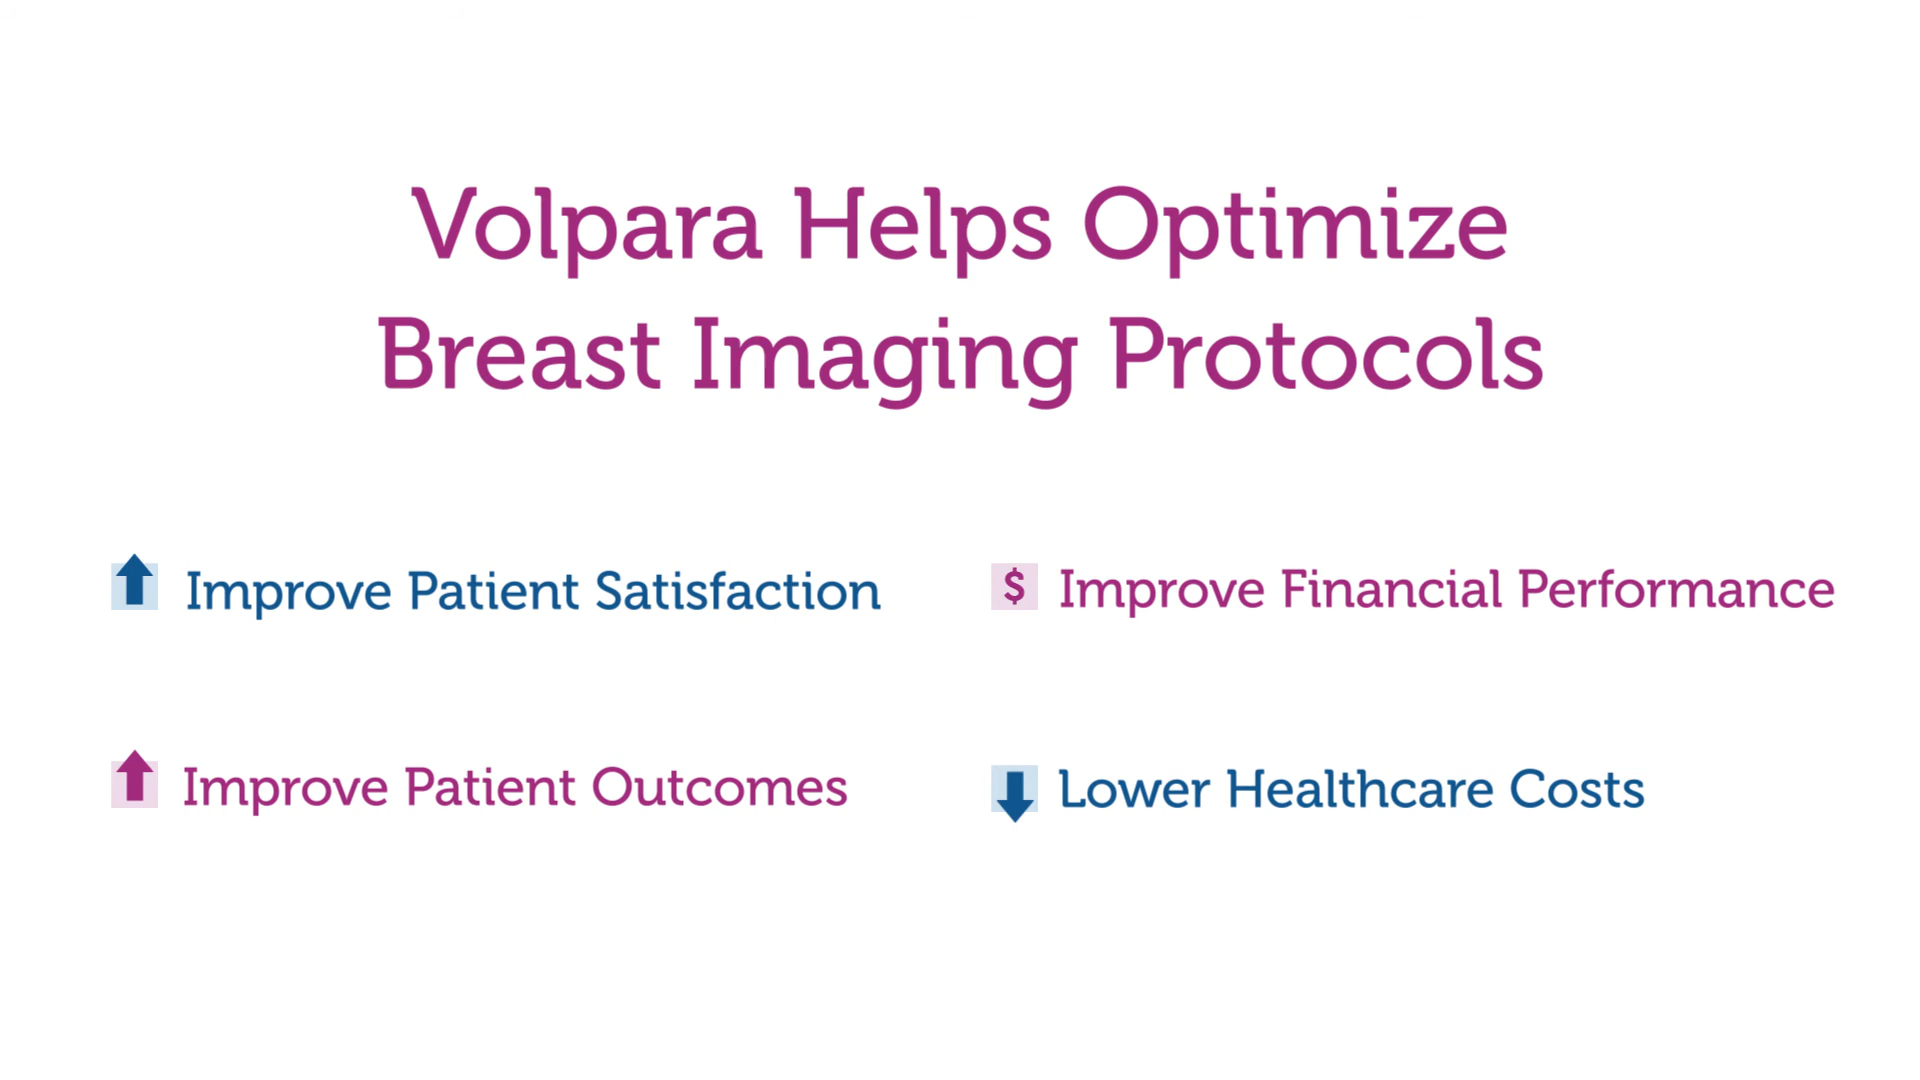 Volpara Helps Optimize
Breast Imaging Protocols
Improve Patient Satisfaction
$ Improve Financial Performance
Improve Patient Outcomes
Lower Healthcare Costs